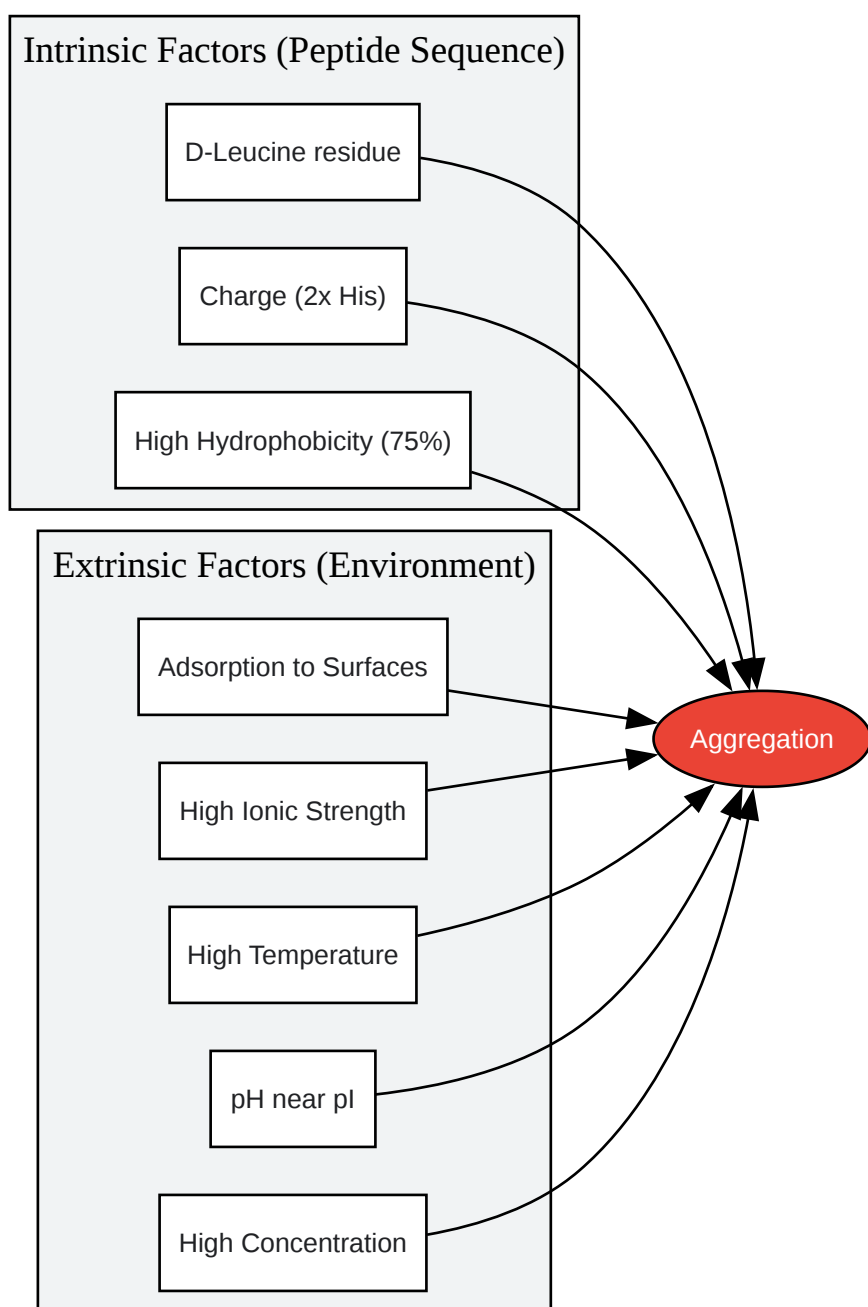 Intrinsic Factors (Peptide Sequence)
D-Leucine residue
Charge (2x His)
High Hydrophobicity (75%)
Extrinsic Factors (Environment)
Adsorption to Surfaces
Aggregation
High Ionic Strength
High Temperature
pH near pI
High Concentration